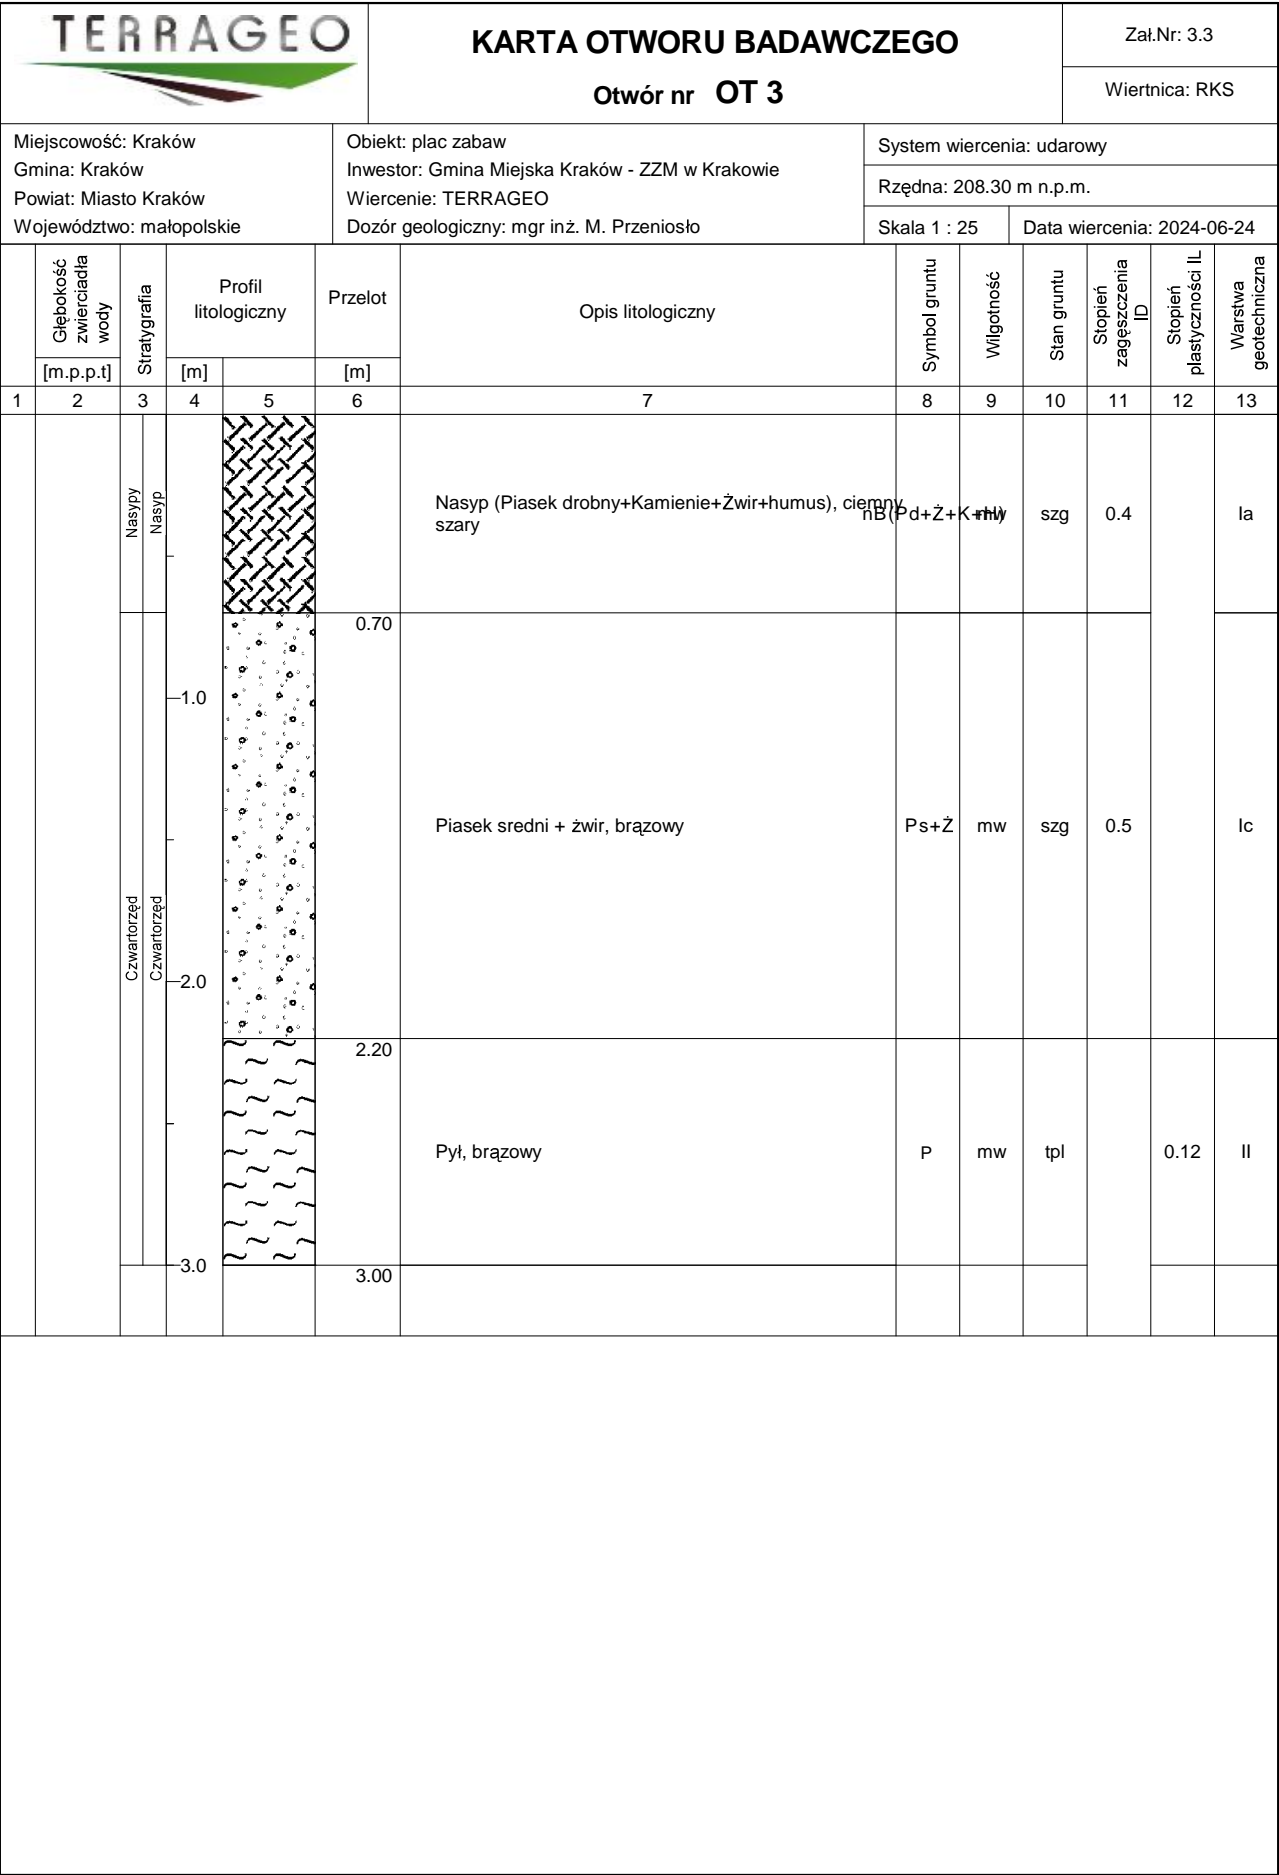 TERRAGEO
KARTA OTWORU BADAWCZEGO
Otwór nr OT 3
Zał.Nr: 3.3
Wiertnica: RKS
Miejscowość: Kraków
Gmina: Kraków
Powiat: Miasto Kraków
Województwo: małopolskie
Obiekt: plac zabaw
Inwestor: Gmina Miejska Kraków - ZZM w Krakowie
Wiercenie: TERRAGEO
Dozór geologiczny: mgr inż. M. Przeniosło
System wiercenia: udarowy
Rzędna: 208.30 m n.p.m.
Skala 1 : 25
Data wiercenia: 2024-06-24
Głębokość
zwierciadła
wody
[m.p.p.t]
Stratygrafia
Profil
litologiczny
[m]
Przelot
[m]
Opis litologiczny
Symbol gruntu
Wilgotność
Stan gruntu
Stopień
zagęszczenia
ID
Stopień
plastyczności IL
Warstwa
geotechniczna
1 2 3 4 5 6 7 8 9 10 11 12 13
Nasypy
Nasyp
Nasyp (Piasek drobny+Kamienie+Żwir+humus), ciemny
szary
nB(Pd+Ż+K+H) mw szg 0.4 Ia
0.70
1.0
Piasek sredni + żwir, brązowy Ps+Ż mw szg 0.5 Ic
Czwartorzęd
Czwartorzęd
2.0
2.20
Pył, brązowy P mw tpl 0.12 II
3.0
3.00